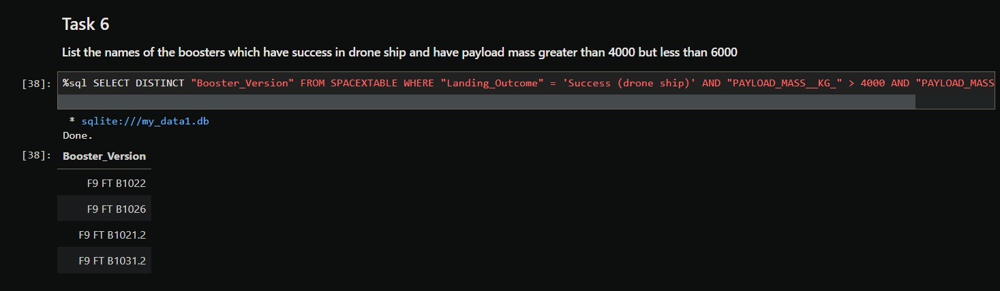 Task 6
List the names of the boosters which have success in drone ship and have payload mass greater than 4000 but less than 6000
[38]: %sql SELECT DISTINCT "Booster_Version" FROM SPACEXTABLE WHERE "Landing_Outcome" = 'Success (drone ship)' AND "PAYLOAD_MASS__KG_" > 4000 AND "PAYLOAD_MASS
* sqlite:///my_data1.db
Done.
[38]: Booster_Version
F9 FT B1022
F9 FT B1026
F9 FT B1021.2
F9 FT B1031.2